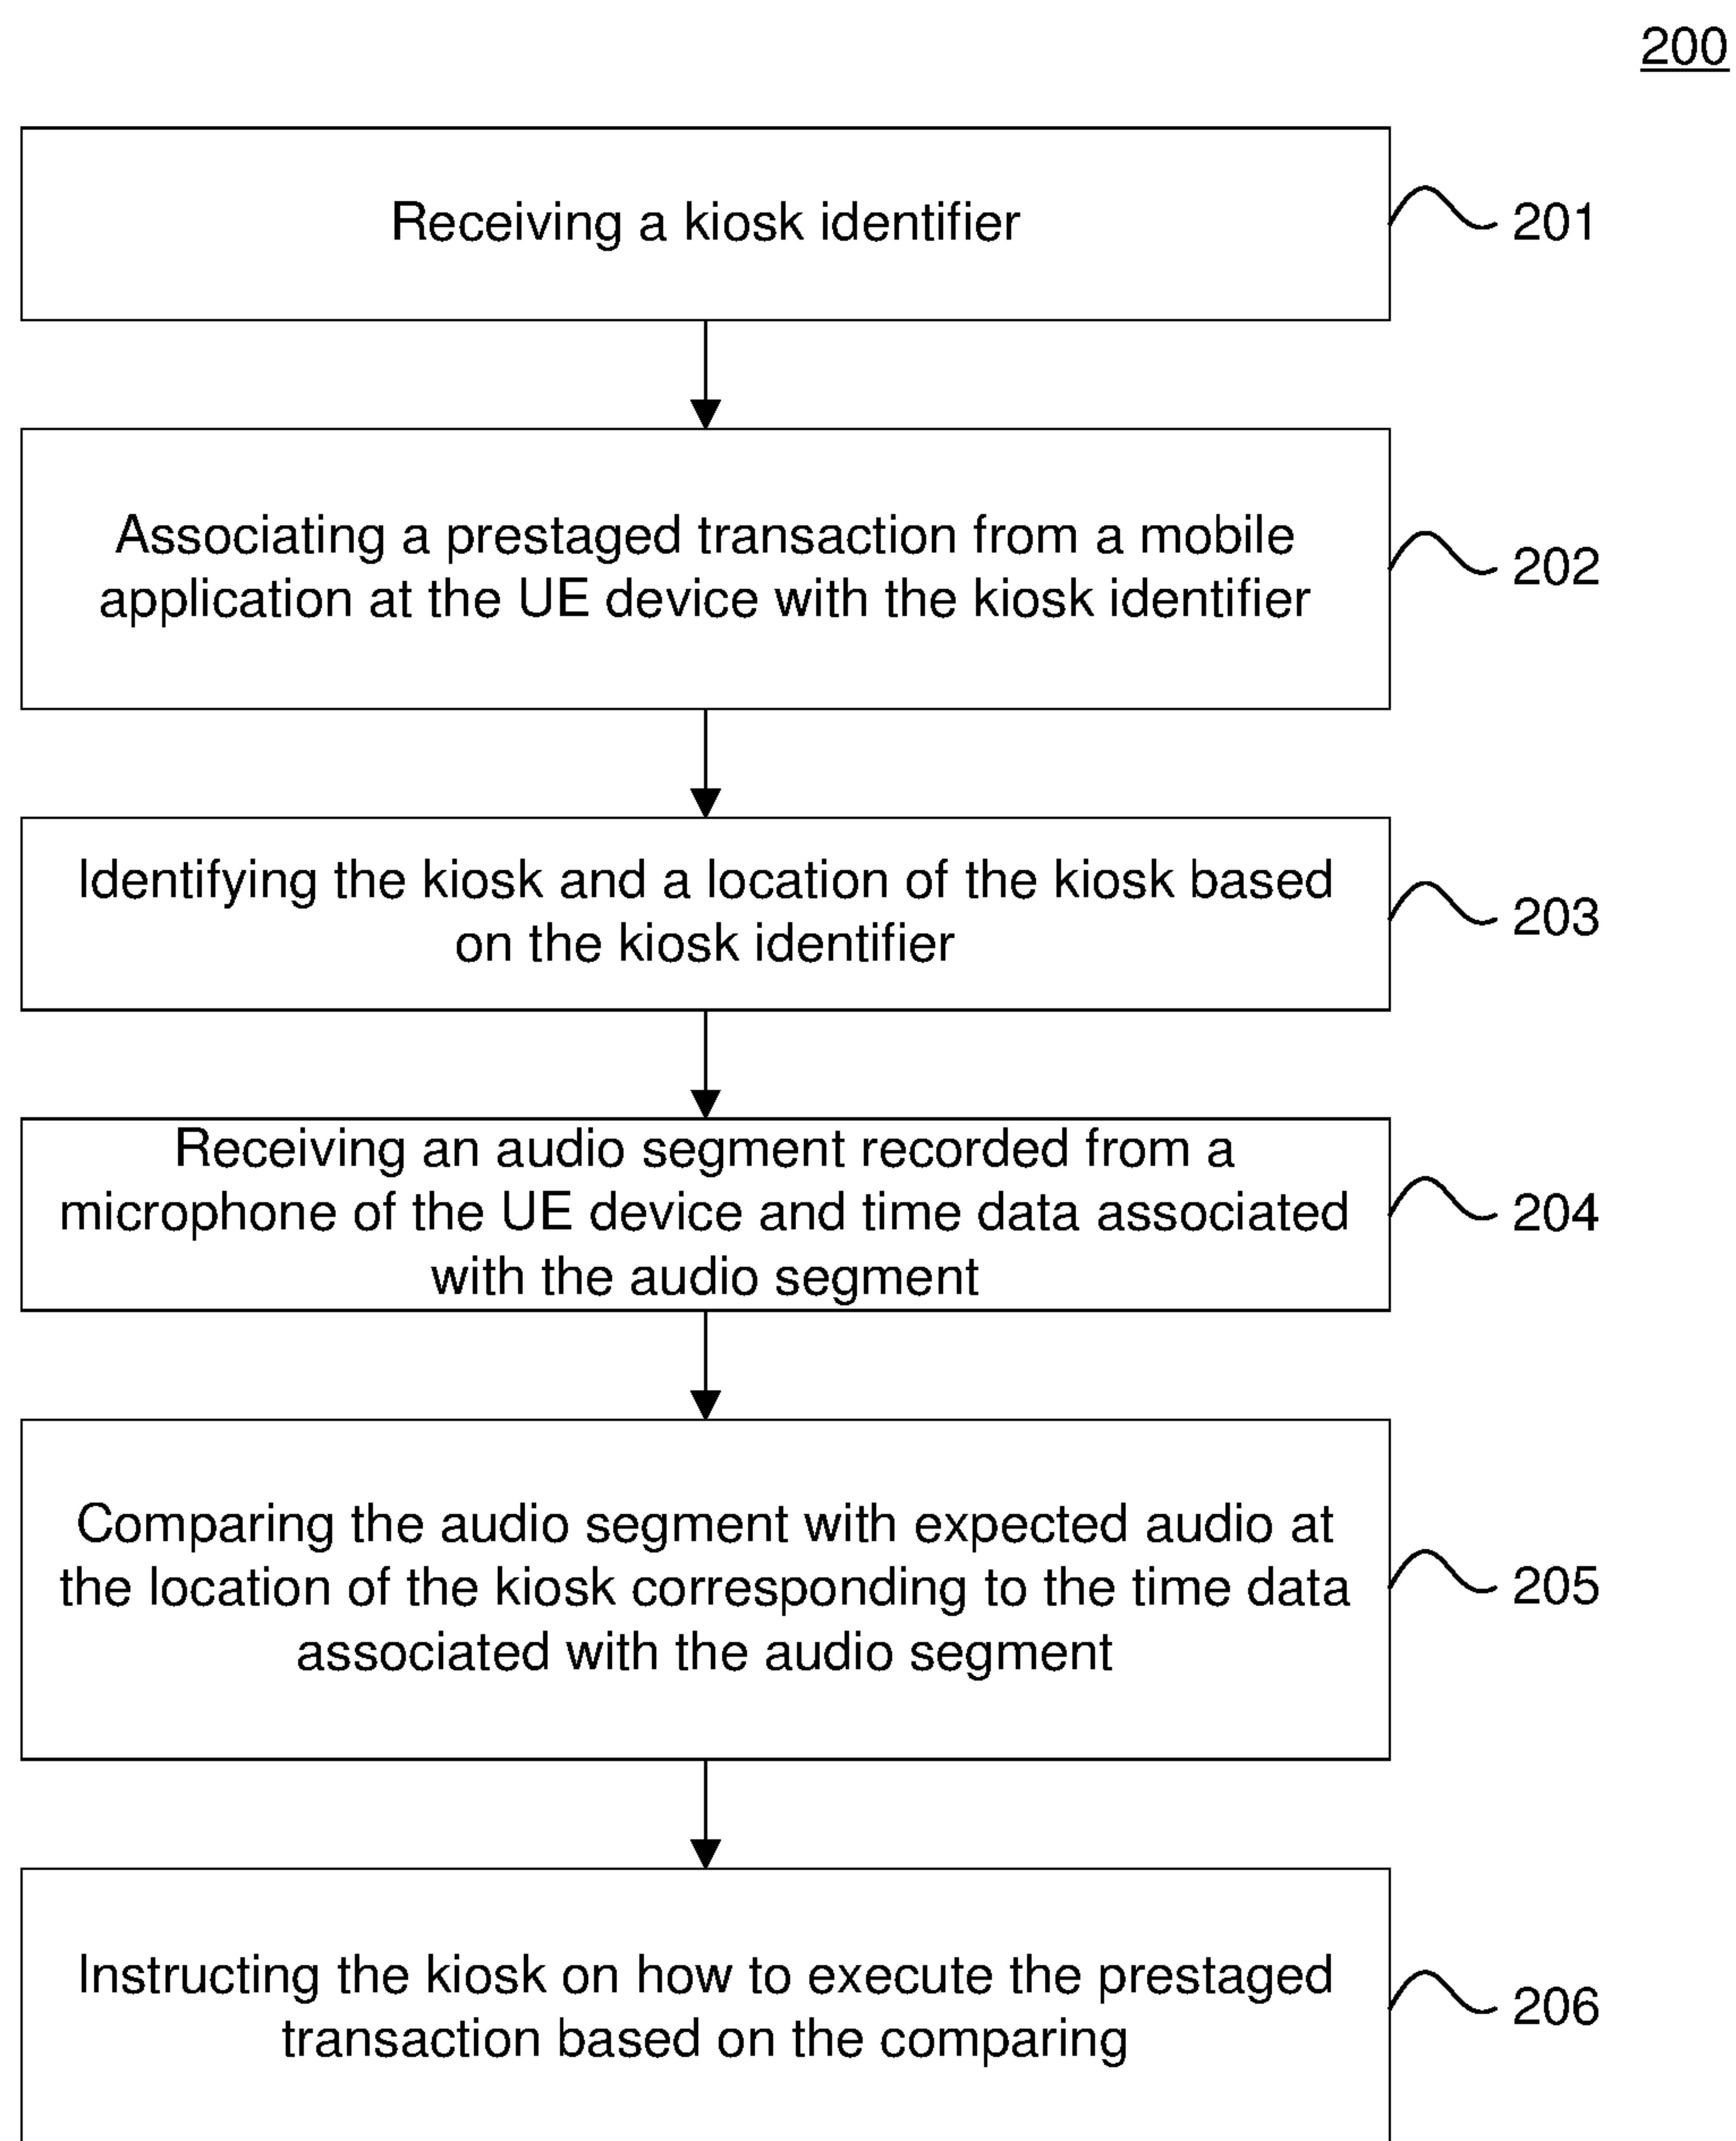 200
Receiving a kiosk identifier
201
Associating a prestaged transaction from a mobile
application at the UE device with the kiosk identifier
202
Identifying the kiosk and a location of the kiosk based
on the kiosk identifier
203
Receiving an audio segment recorded from a
microphone of the UE device and time data associated
with the audio segment
204
Comparing the audio segment with expected audio at
the location of the kiosk corresponding to the time data
associated with the audio segment
205
Instructing the kiosk on how to execute the prestaged
transaction based on the comparing
206